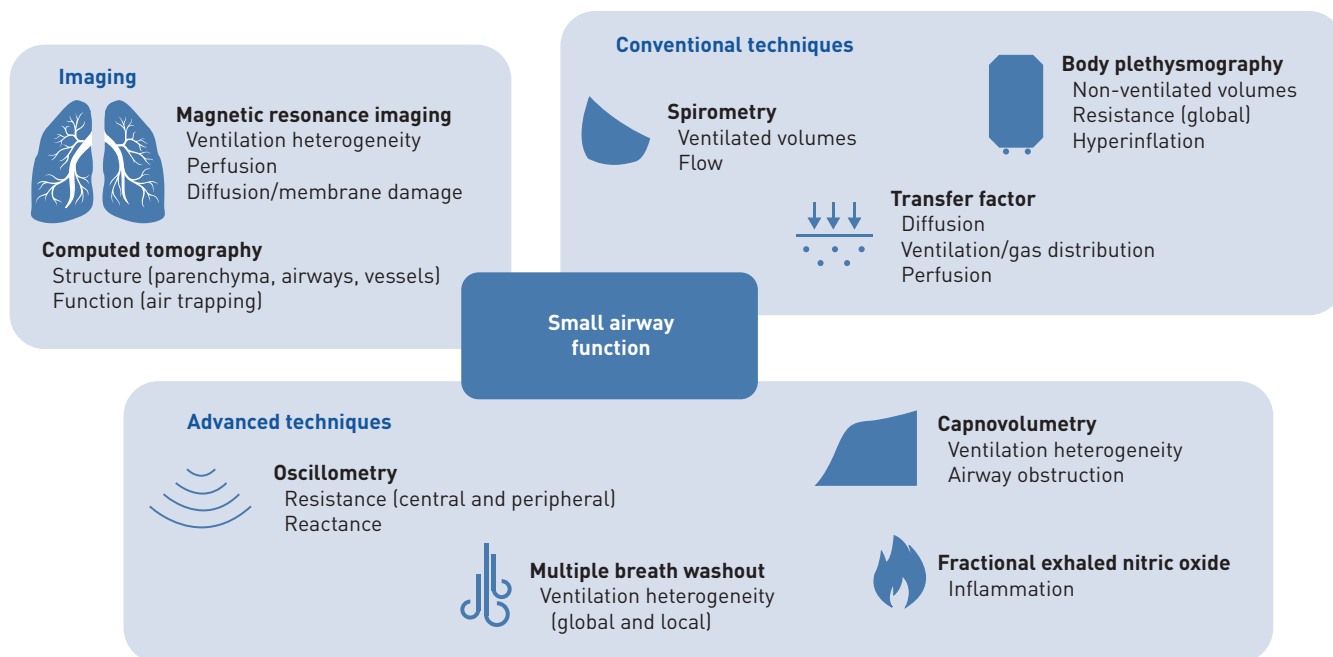 Imaging
Magnetic resonance imaging
Ventilation heterogeneity
Perfusion
Diffusion/membrane damage
Computed tomography
Structure (parenchyma, airways, vessels)
Function (air trapping)
Conventional techniques
Spirometry
Ventilated volumes
Flow
Body plethysmography
Non-ventilated volumes
Resistance (global)
Hyperinflation
Transfer factor
Diffusion
Ventilation/gas distribution
Perfusion
Small airway
function
Advanced techniques
Oscillometry
Resistance (central and peripheral)
Reactance
Multiple breath washout
Ventilation heterogeneity
(global and local)
Capnovolumetry
Ventilation heterogeneity
Airway obstruction
Fractional exhaled nitric oxide
Inflammation